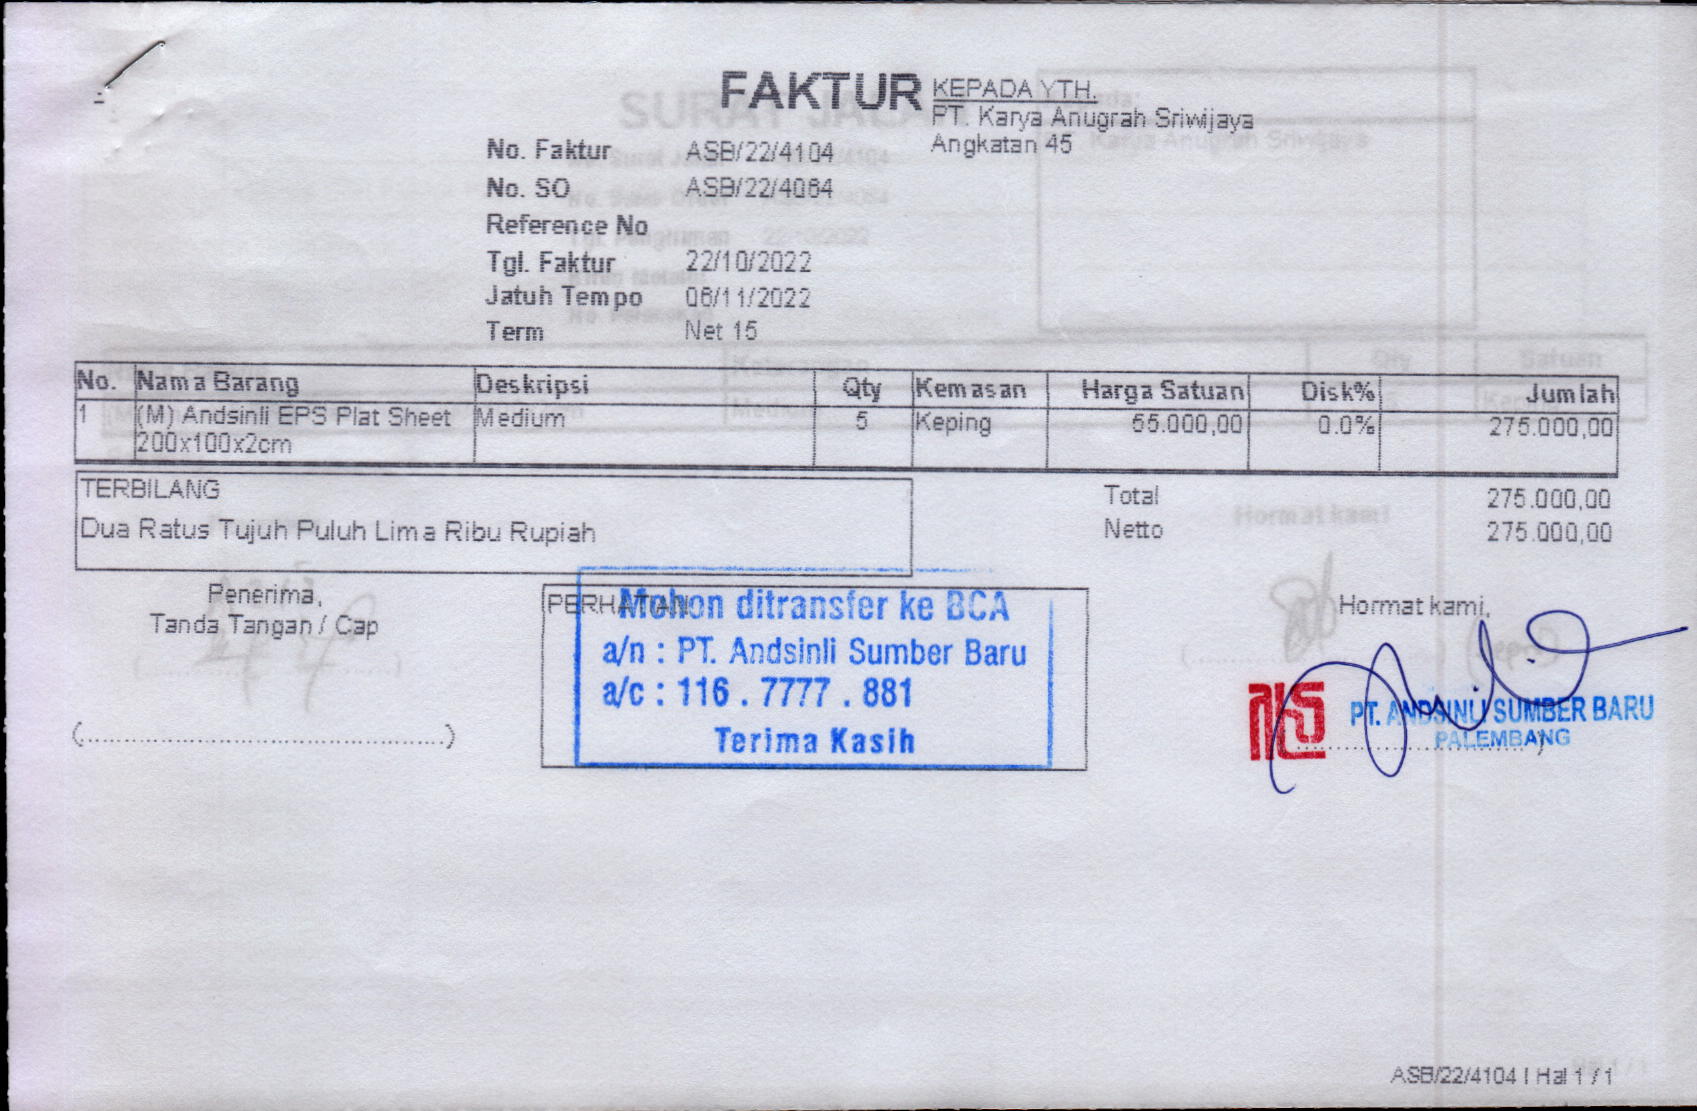 FAKTUR
KEPADA YTH.
PT. Karya Anugrah Sriwijaya
Angkatan 45
No. Faktur ASB/22/4104
No. SO ASB/22/4064
Reference No
Tgl. Faktur 22/10/2022
Jatuh Tempo 06/11/2022
Term Net 15
No. Nama Barang Deskripsi Qty Kemasan Harga Satuan Disk% Jumlah
1 (M) Andsinli EPS Plat Sheet Medium 5 Keping 55.000,00 0.0% 275.000,00
200x100x2cm
TERBILANG
Dua Ratus Tujuh Puluh Lima Ribu Rupiah
Total 275.000,00
Netto 275.000,00
Penerima,
Tanda Tangan / Cap
PERHATIAN
Mohon ditransfer ke BCA
a/n : PT. Andsinli Sumber Baru
a/c : 116 . 7777 . 881
Terima Kasih
Hormat kami,
PT. ANDSINLI SUMBER BARU
PALEMBANG
ASB/22/4104 | Hal 1 / 1